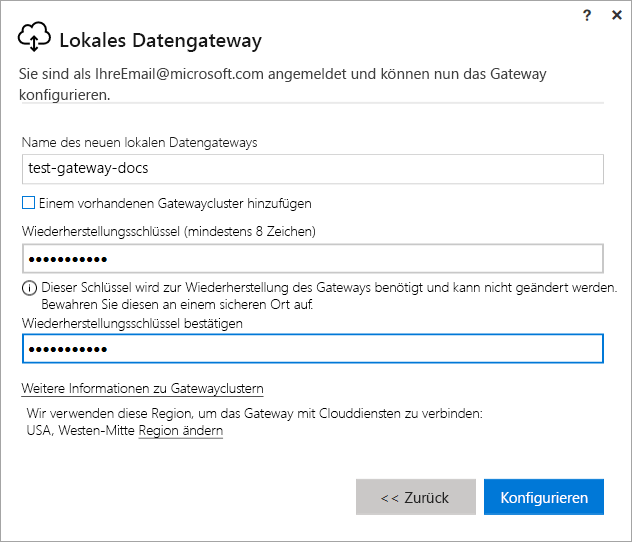 ? ×
Lokales Datengateway
Sie sind als IhreEmail@microsoft.com angemeldet und können nun das Gateway
konfigurieren.
Name des neuen lokalen Datengateways
test-gateway-docs
Einem vorhandenen Gatewaycluster hinzufügen
Wiederherstellungsschlüssel (mindestens 8 Zeichen)
•••••••••••
Dieser Schlüssel wird zur Wiederherstellung des Gateways benötigt und kann nicht geändert werden.
Bewahren Sie diesen an einem sicheren Ort auf.
Wiederherstellungsschlüssel bestätigen
•••••••••••
Weitere Informationen zu Gatewayclustern
Wir verwenden diese Region, um das Gateway mit Clouddiensten zu verbinden:
USA, Westen-Mitte Region ändern
<< Zurück Konfigurieren